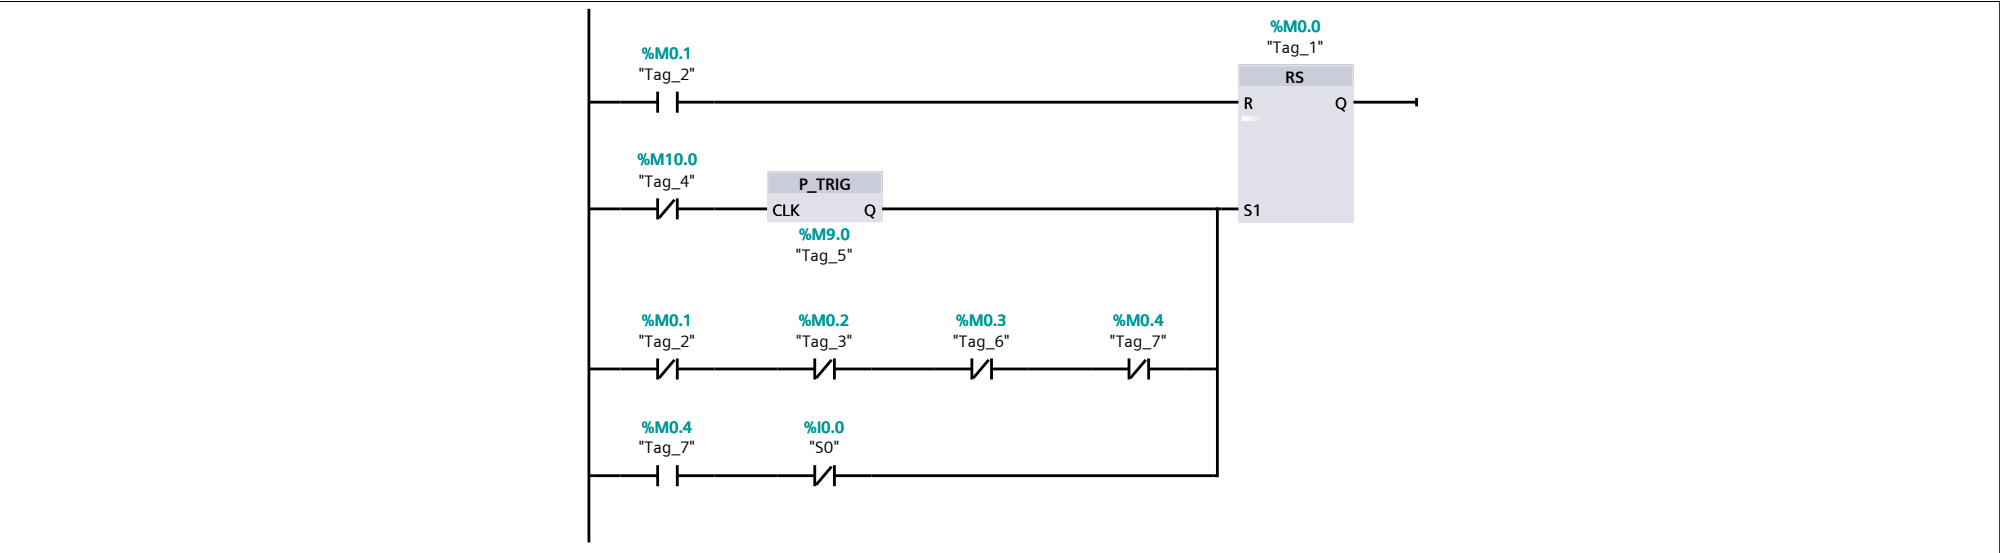 %M0.0
"Tag_1"
%M0.1
"Tag_2"
RS
R
Q
%M10.0
"Tag_4"
P_TRIG
CLK
Q
S1
%M9.0
"Tag_5"
%M0.1
"Tag_2"
%M0.2
"Tag_3"
%M0.3
"Tag_6"
%M0.4
"Tag_7"
%M0.4
"Tag_7"
%I0.0
"S0"